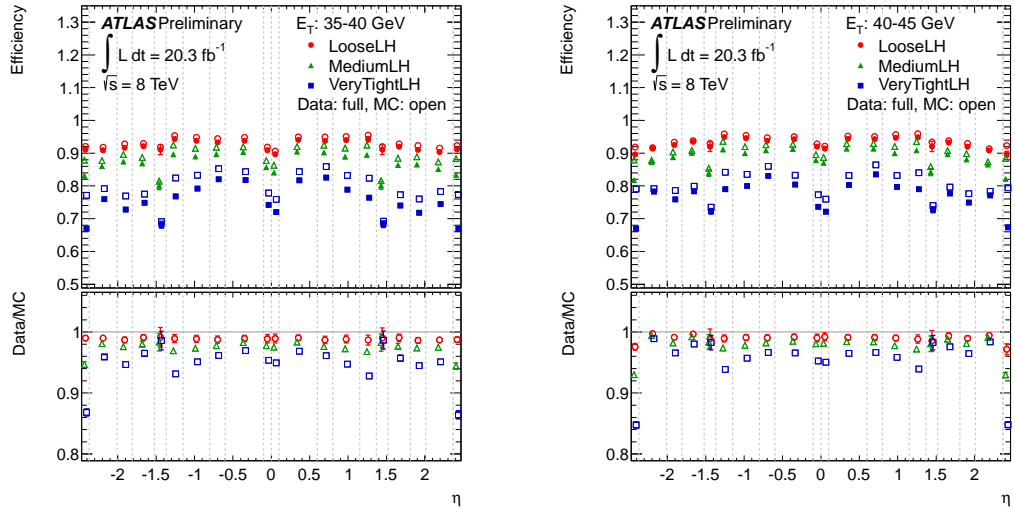 Efficiency
1.3
1.2
1.1
1
0.9
0.8
0.7
0.6
0.5
ATLAS Preliminary
∫ L dt = 20.3 fb⁻¹
√s = 8 TeV
E_T: 35-40 GeV
LooseLH
MediumLH
VeryTightLH
Data: full, MC: open
Data/MC
1
0.9
0.8
-2 -1.5 -1 -0.5 0 0.5 1 1.5 2
η
Efficiency
1.3
1.2
1.1
1
0.9
0.8
0.7
0.6
0.5
ATLAS Preliminary
∫ L dt = 20.3 fb⁻¹
√s = 8 TeV
E_T: 40-45 GeV
LooseLH
MediumLH
VeryTightLH
Data: full, MC: open
Data/MC
1
0.9
0.8
-2 -1.5 -1 -0.5 0 0.5 1 1.5 2
η